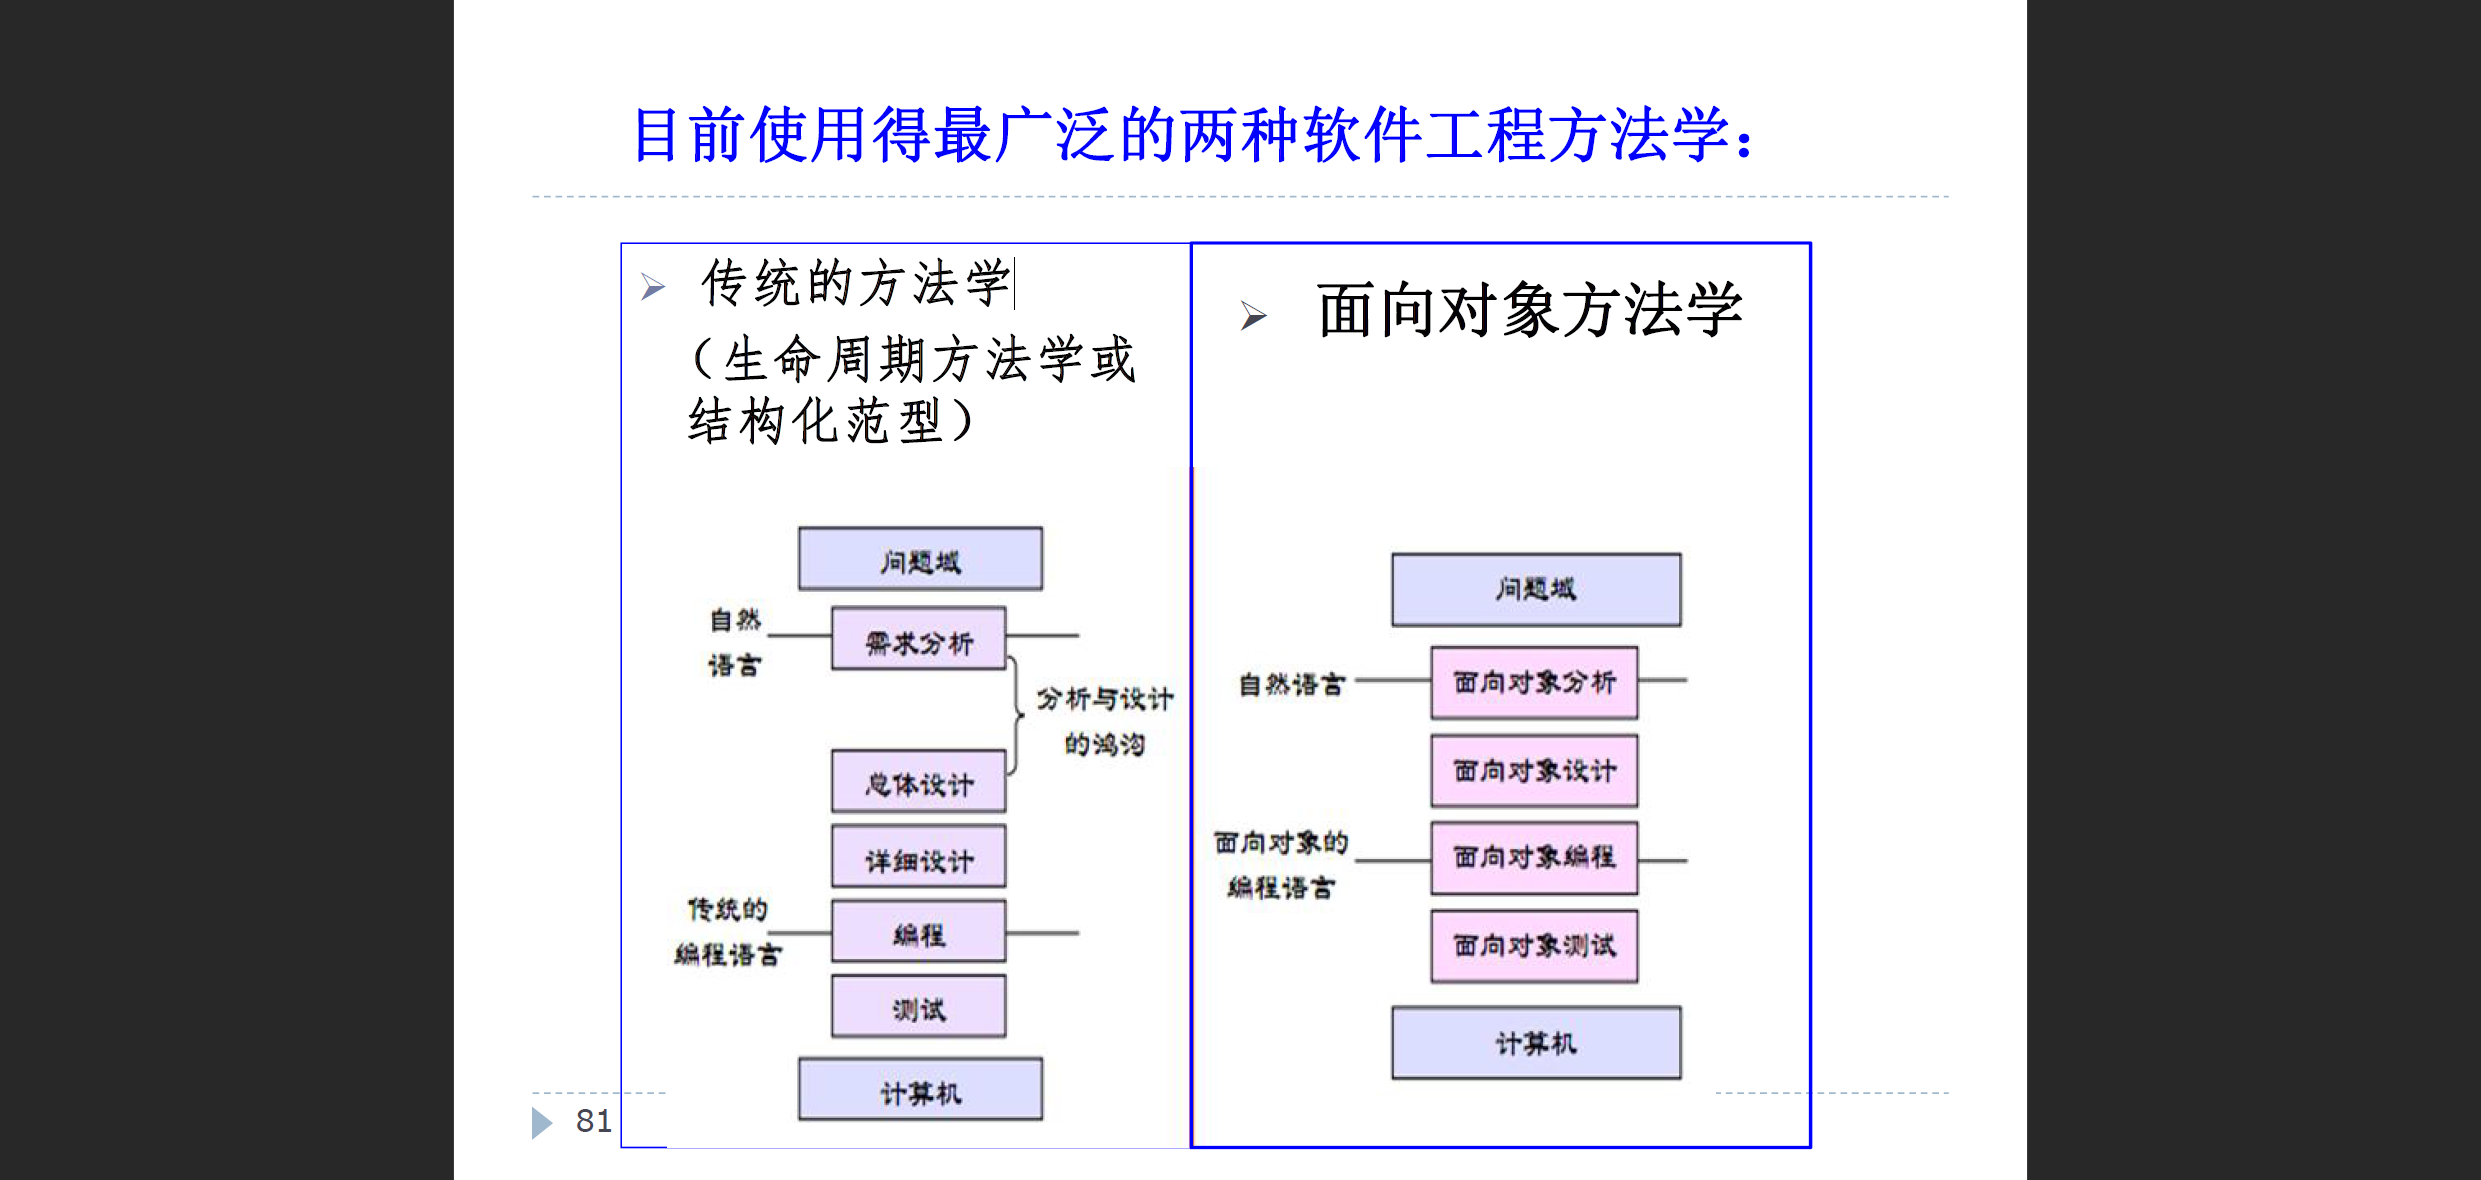 目前使用得最广泛的两种软件工程方法学：
传统的方法学
（生命周期方法学或
结构化范型）
问题域
自然
语言
需求分析
分析与设计
的鸿沟
总体设计
详细设计
传统的
编程语言
编程
测试
计算机
面向对象方法学
问题域
自然语言
面向对象分析
面向对象设计
面向对象的
编程语言
面向对象编程
面向对象测试
计算机
81